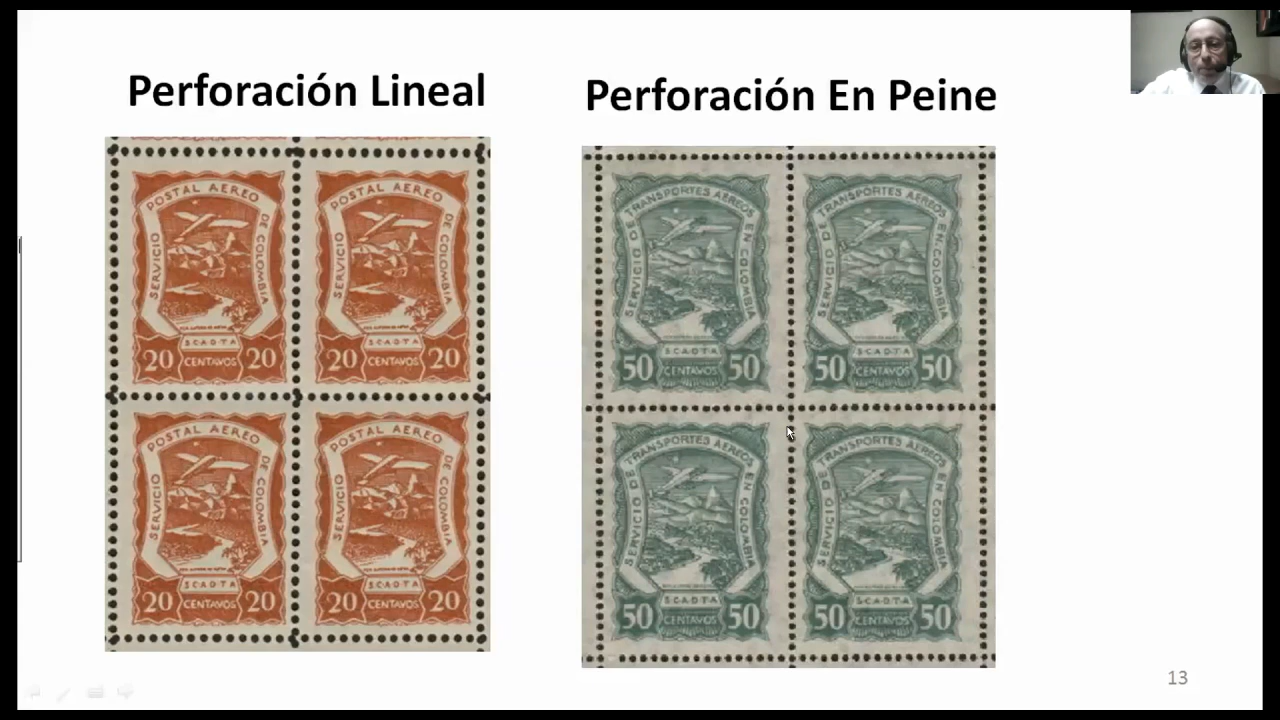 Perforación Lineal
Perforación En Peine
SERVICIO POSTAL AEREO DE COLOMBIA
SCADTA
20 CENTAVOS 20
SERVICIO POSTAL AEREO DE COLOMBIA
SCADTA
20 CENTAVOS 20
SERVICIO POSTAL AEREO DE COLOMBIA
SCADTA
20 CENTAVOS 20
SERVICIO POSTAL AEREO DE COLOMBIA
SCADTA
20 CENTAVOS 20
SERVICIO DE TRANSPORTES AEREOS EN COLOMBIA
SCADTA
50 CENTAVOS 50
SERVICIO DE TRANSPORTES AEREOS EN COLOMBIA
SCADTA
50 CENTAVOS 50
SERVICIO DE TRANSPORTES AEREOS EN COLOMBIA
SCADTA
50 CENTAVOS 50
SERVICIO DE TRANSPORTES AEREOS EN COLOMBIA
SCADTA
50 CENTAVOS 50
13